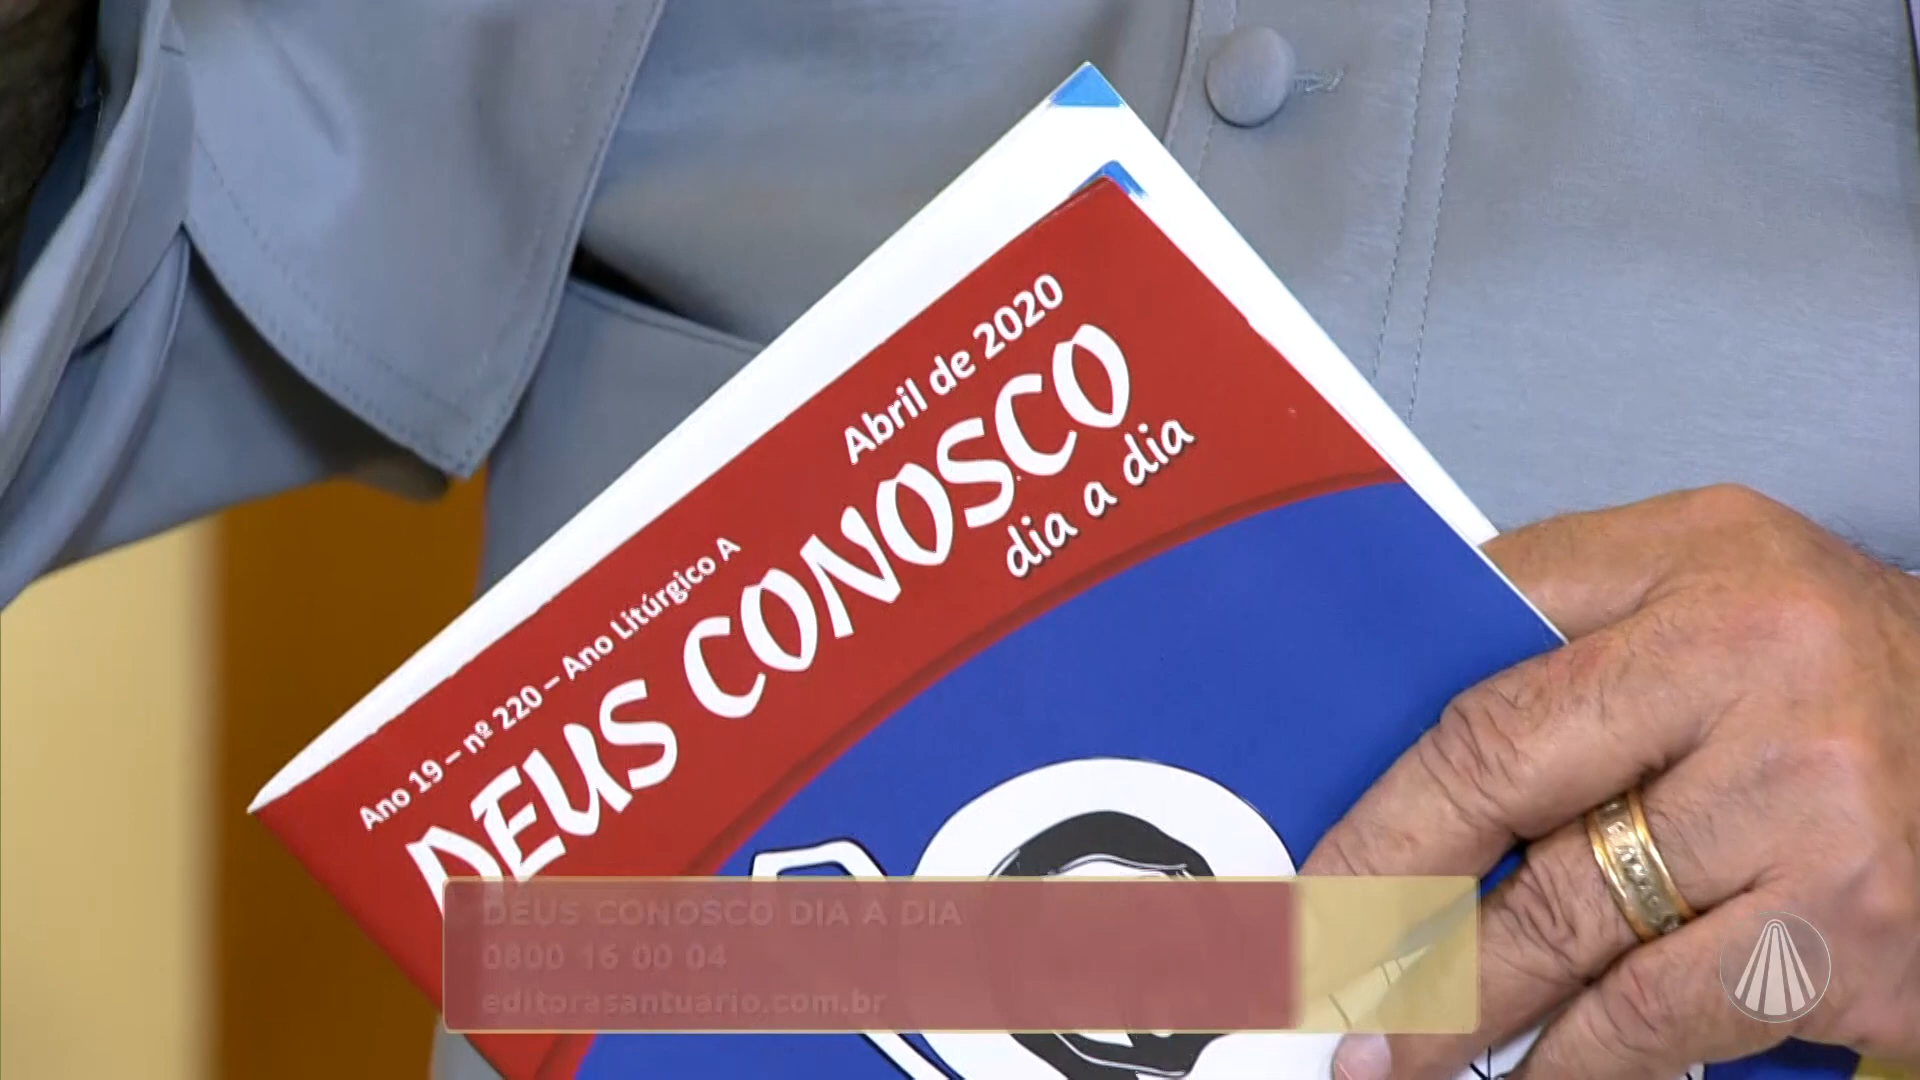 Abril de 2020
Ano 19 – nº 220 – Ano Litúrgico A
DEUS CONOSCO
dia a dia
DEUS CONOSCO DIA A DIA
0800 16 00 04
editorasantuario.com.br